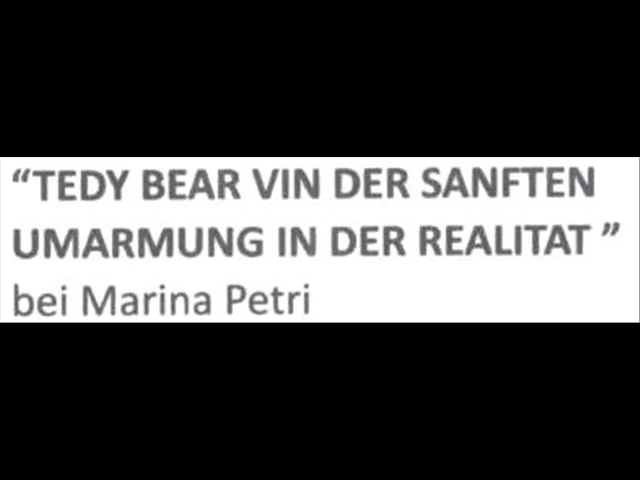 “TEDY BEAR VIN DER SANFTEN
UMARMUNG IN DER REALITAT ”
bei Marina Petri